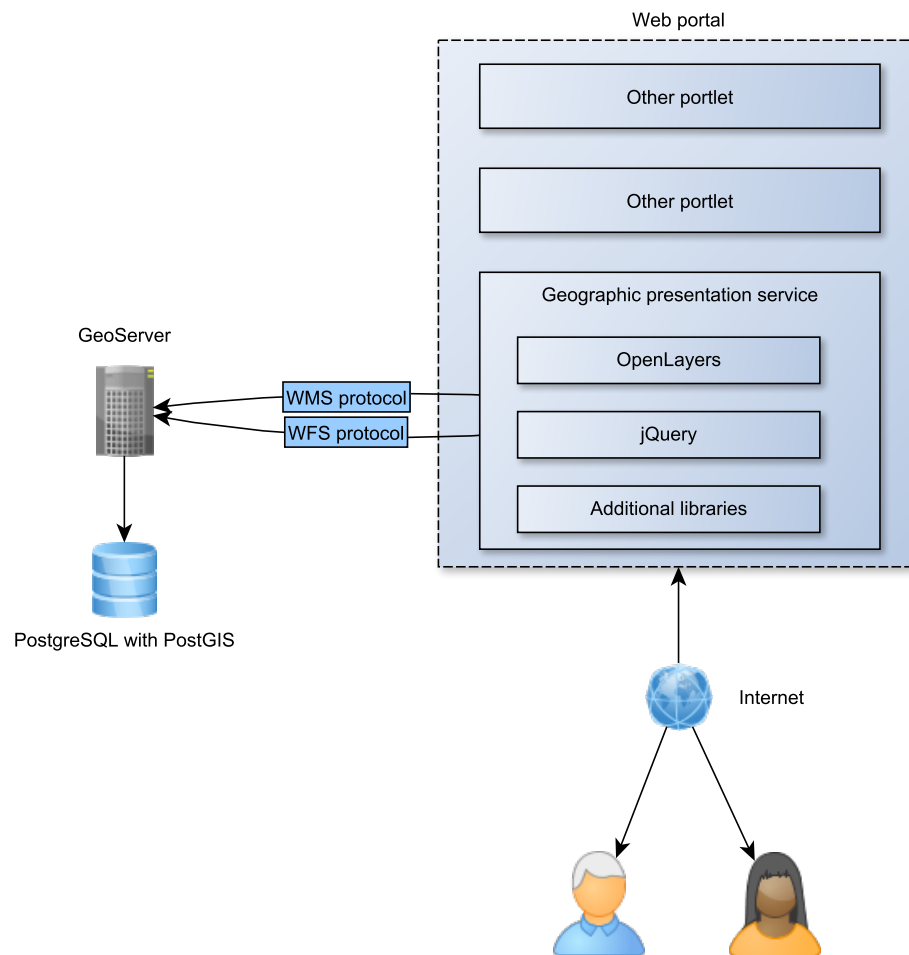 Web portal
Other portlet
Other portlet
Geographic presentation service
OpenLayers
jQuery
Additional libraries
GeoServer
WMS protocol
WFS protocol
PostgreSQL with PostGIS
Internet